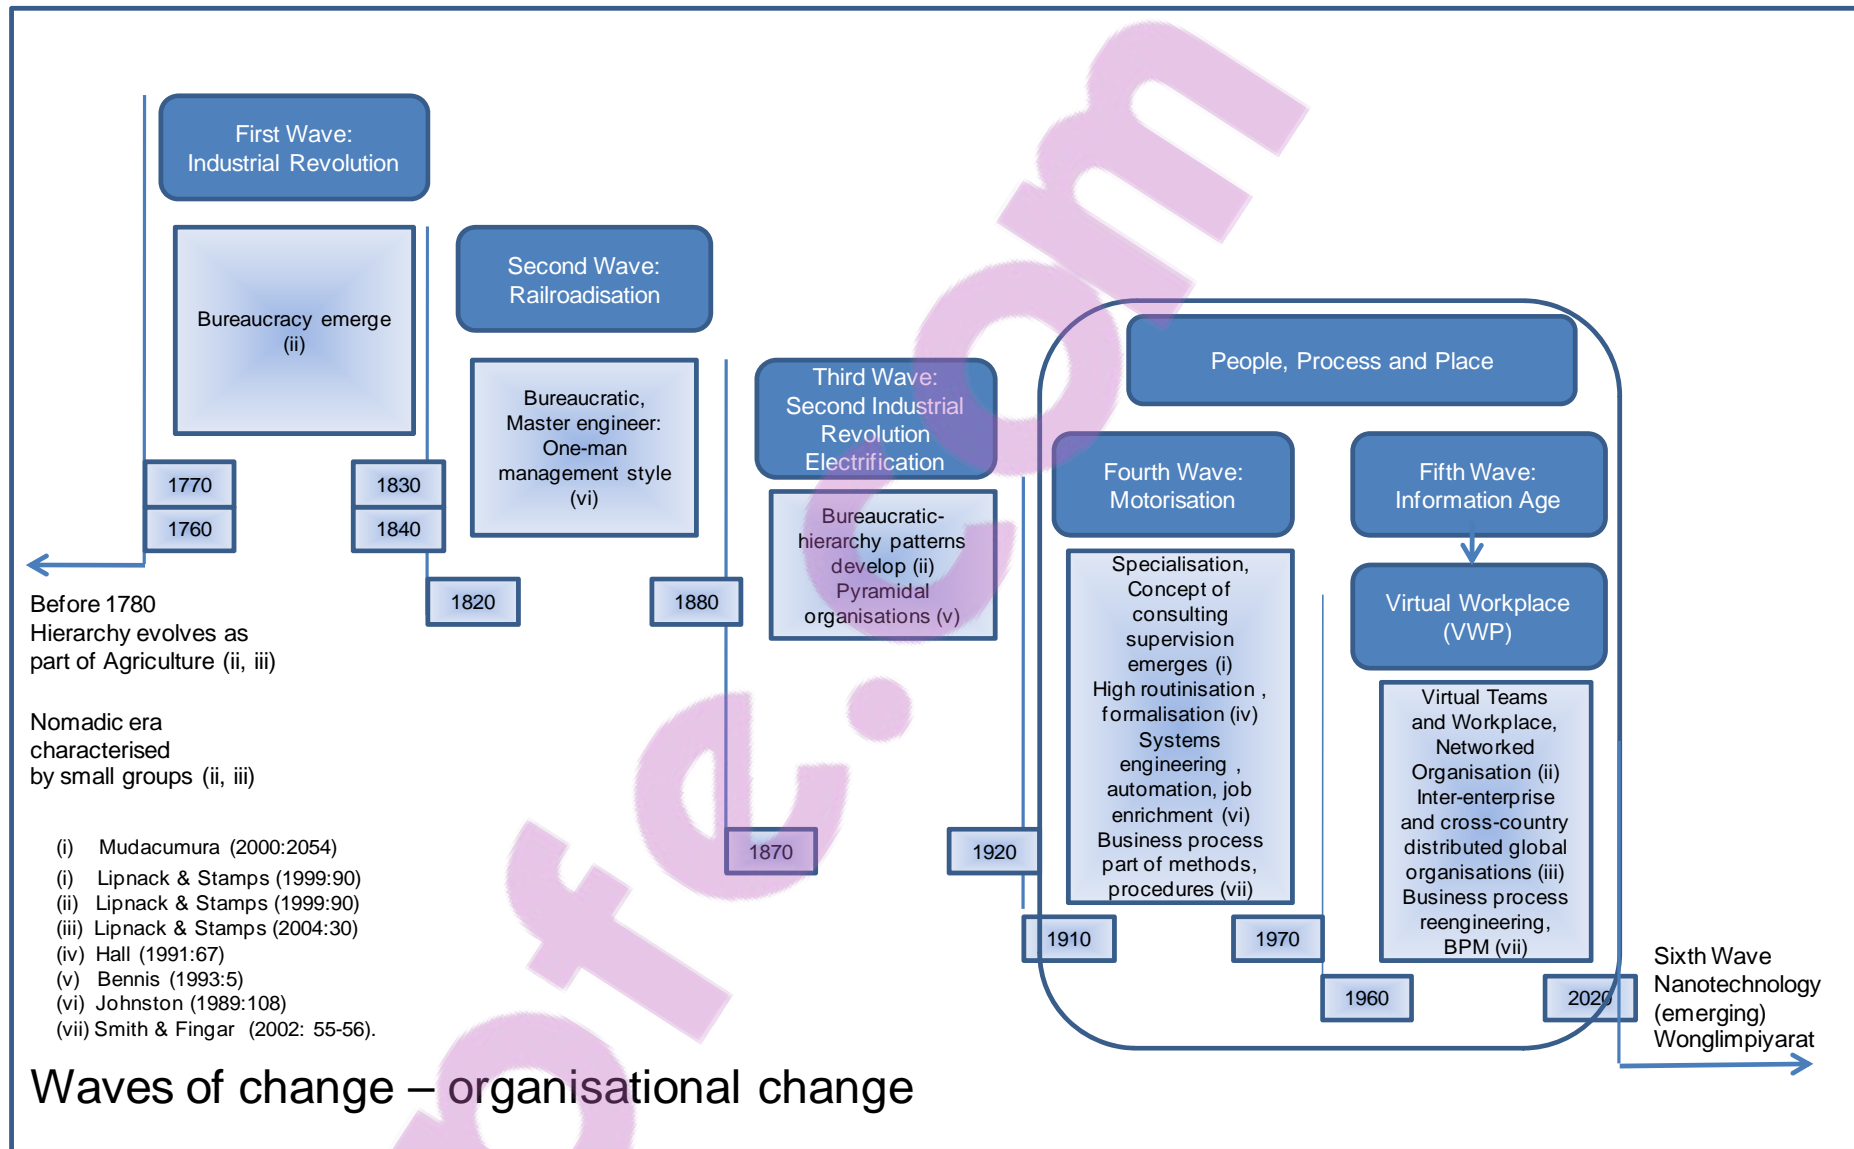 First Wave:
Industrial Revolution
Bureaucracy emerge
(ii)
1770
1830
1760
1840
Before 1780
Hierarchy evolves as
part of Agriculture (ii, iii)
Nomadic era
characterised
by small groups (ii, iii)
Second Wave:
Railroadisation
Bureaucratic,
Master engineer:
One-man
management style
(vi)
1820
1880
Third Wave:
Second Industrial
Revolution
Electrification
Bureaucratic-
hierarchy patterns
develop (ii)
Pyramidal
organisations (v)
1870
1920
People, Process and Place
Fourth Wave:
Motorisation
Specialisation,
Concept of
consulting
supervision
emerges (i)
High routinisation ,
formalisation (iv)
Systems
engineering ,
automation, job
enrichment (vi)
Business process
part of methods,
procedures (vii)
1910
1970
Fifth Wave:
Information Age
Virtual Workplace
(VWP)
Virtual Teams
and Workplace,
Networked
Organisation (ii)
Inter-enterprise
and cross-country
distributed global
organisations (iii)
Business process
reengineering,
BPM (vii)
1960
2020
Sixth Wave
Nanotechnology
(emerging)
Wonglimpiyarat
(i) Mudacumura (2000:2054)
(i) Lipnack & Stamps (1999:90)
(ii) Lipnack & Stamps (1999:90)
(iii) Lipnack & Stamps (2004:30)
(iv) Hall (1991:67)
(v) Bennis (1993:5)
(vi) Johnston (1989:108)
(vii) Smith & Fingar (2002: 55-56).
Waves of change – organisational change
pfe.com